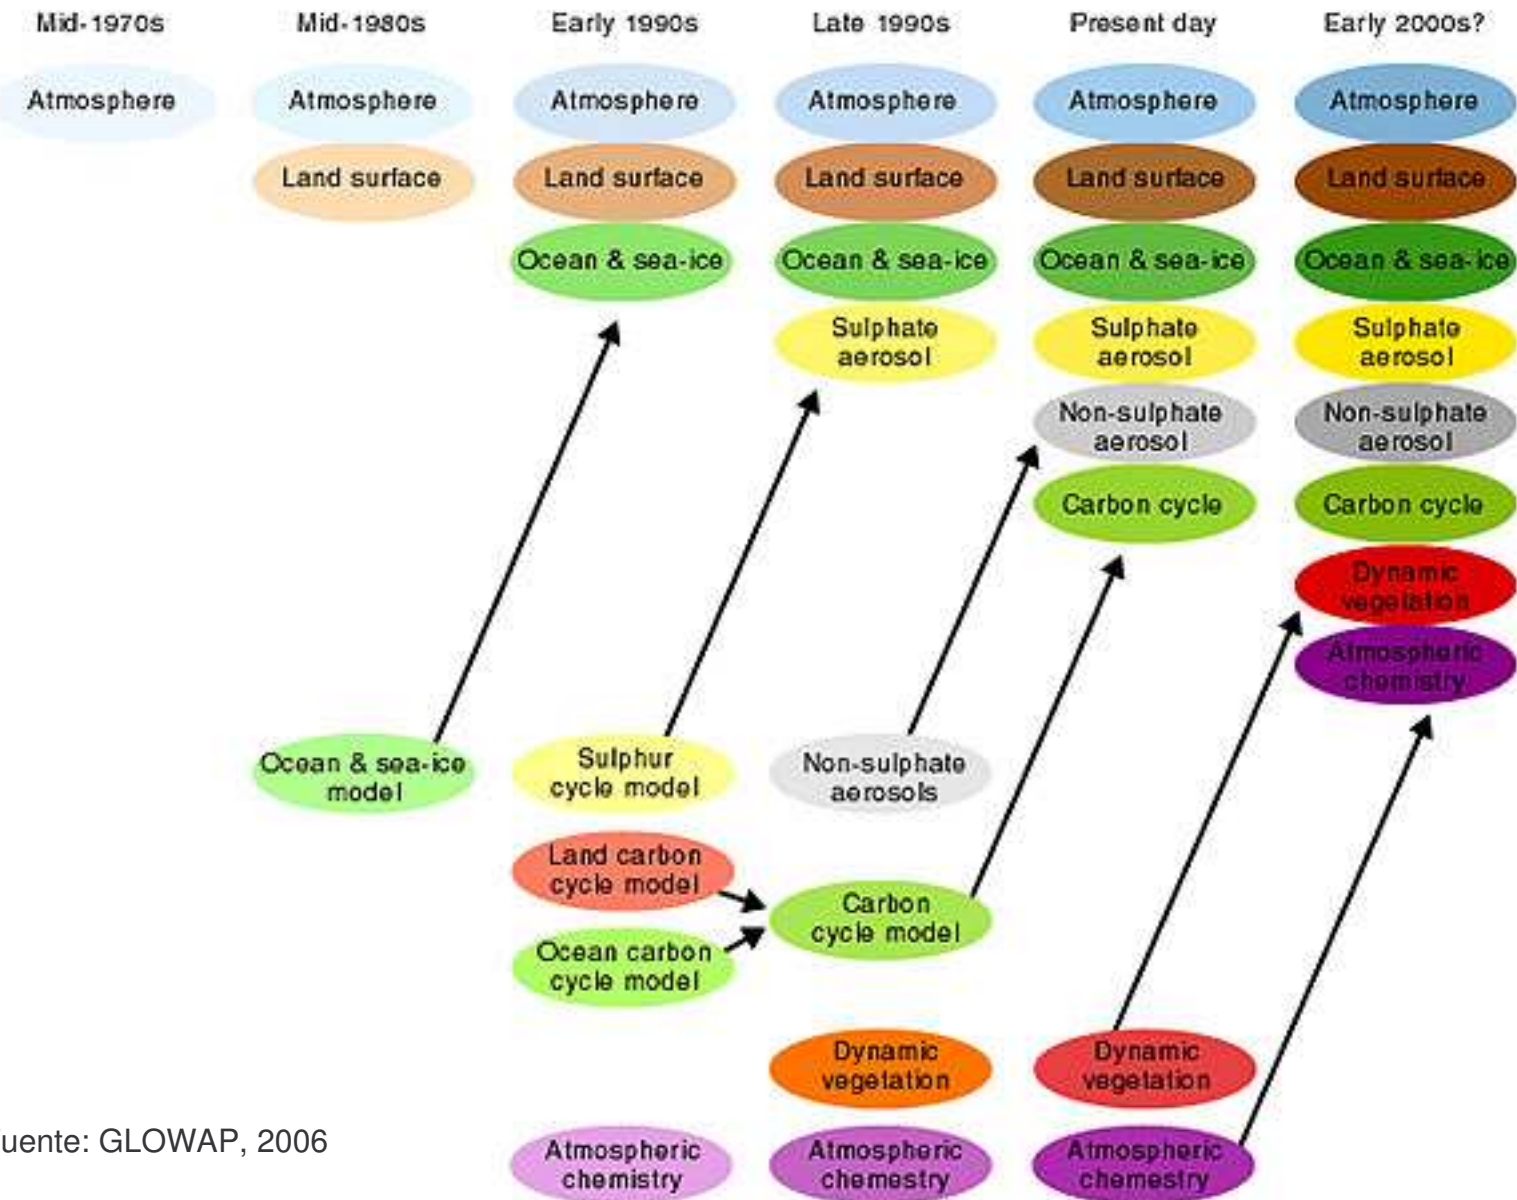 Mid-1970s Mid-1980s Early 1990s Late 1990s Present day Early 2000s?
Atmosphere Atmosphere Atmosphere Atmosphere Atmosphere Atmosphere
Land surface Land surface Land surface Land surface Land surface
Ocean & sea-ice Ocean & sea-ice Ocean & sea-ice Ocean & sea-ice
Sulphate Sulphate Sulphate
aerosol aerosol aerosol
Non-sulphate Non-sulphate
aerosol aerosol
Carbon cycle Carbon cycle
Dynamic
vegetation
Atmospheric
chemistry
Ocean & sea-ice
model
Sulphur
cycle model
Non-sulphate
aerosols
Land carbon
cycle model
Carbon
cycle model
Ocean carbon
cycle model
Dynamic
vegetation
Dynamic
vegetation
Atmospheric
chemistry
Atmospheric
chemestry
Atmospheric
chemestry
uente: GLOWAP, 2006